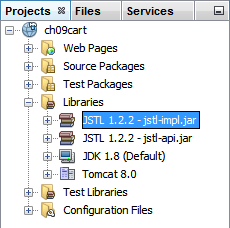 Projects Files Services
ch09cart
Web Pages
Source Packages
Test Packages
Libraries
JSTL 1.2.2 - jstl-impl.jar
JSTL 1.2.2 - jstl-api.jar
JDK 1.8 (Default)
Tomcat 8.0
Test Libraries
Configuration Files